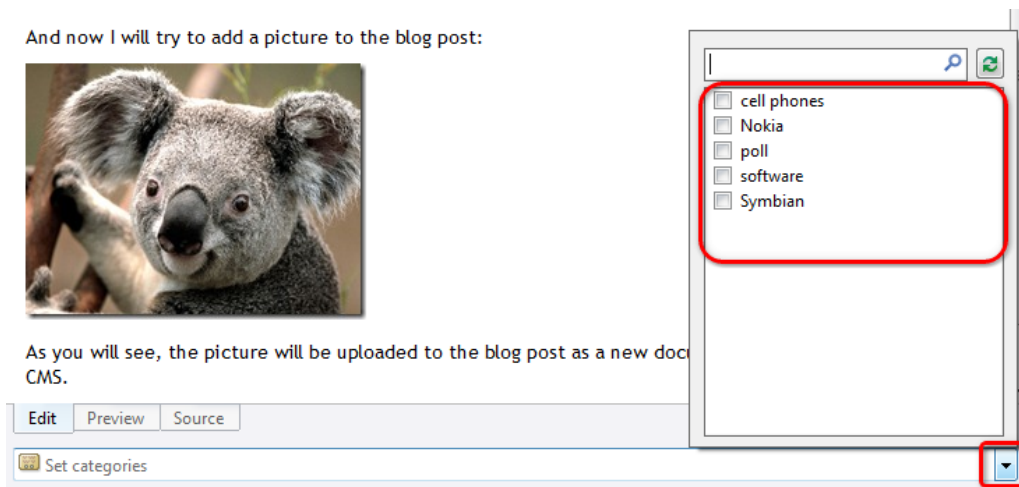 And now I will try to add a picture to the blog post:
cell phones
Nokia
poll
software
Symbian
As you will see, the picture will be uploaded to the blog post as a new
CMS.
Edit Preview Source
Set categories